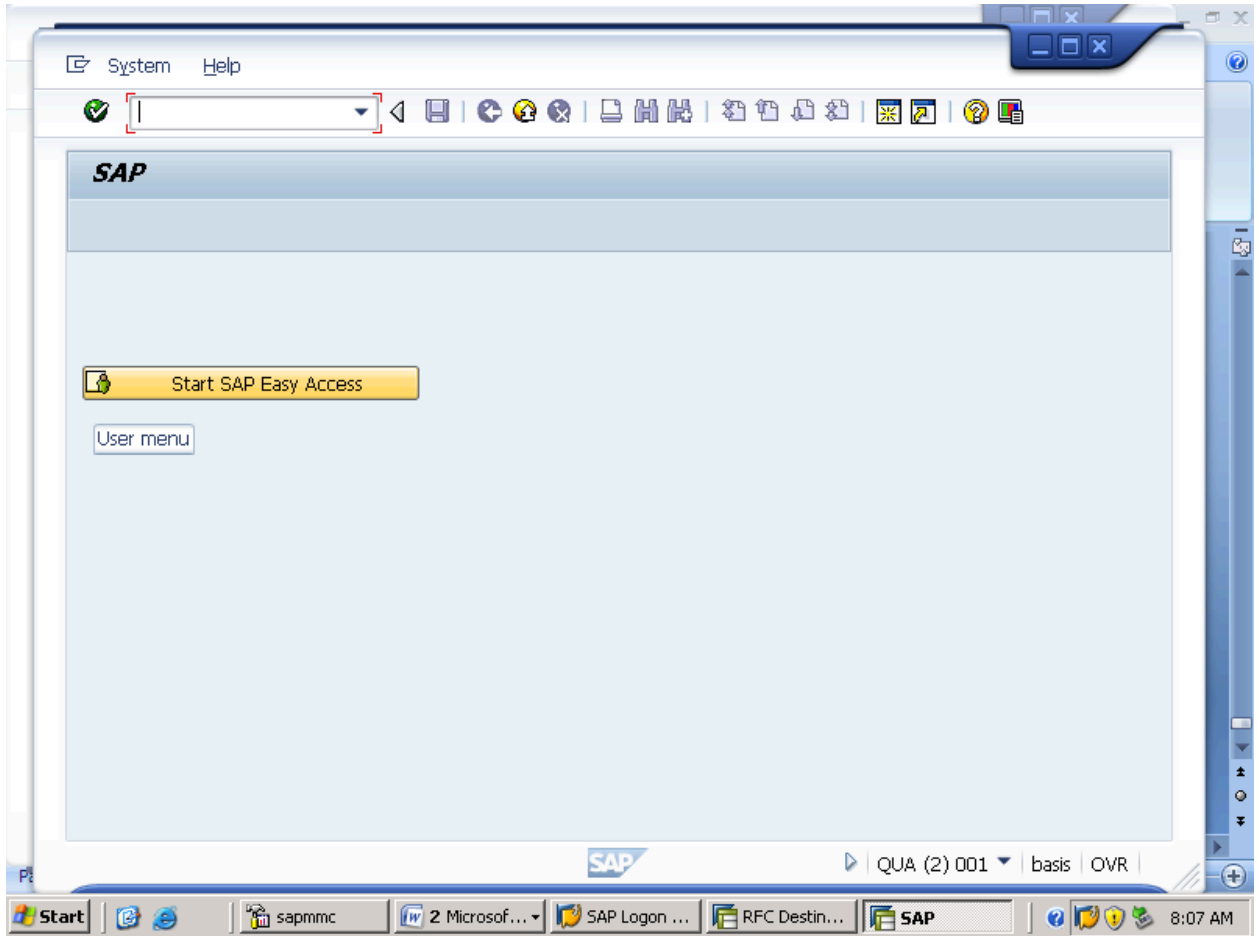 System Help
SAP
Start SAP Easy Access
User menu
SAP
QUA (2) 001 basis OVR
Start sapmmc 2 Microsof... SAP Logon ... RFC Destin... SAP 8:07 AM